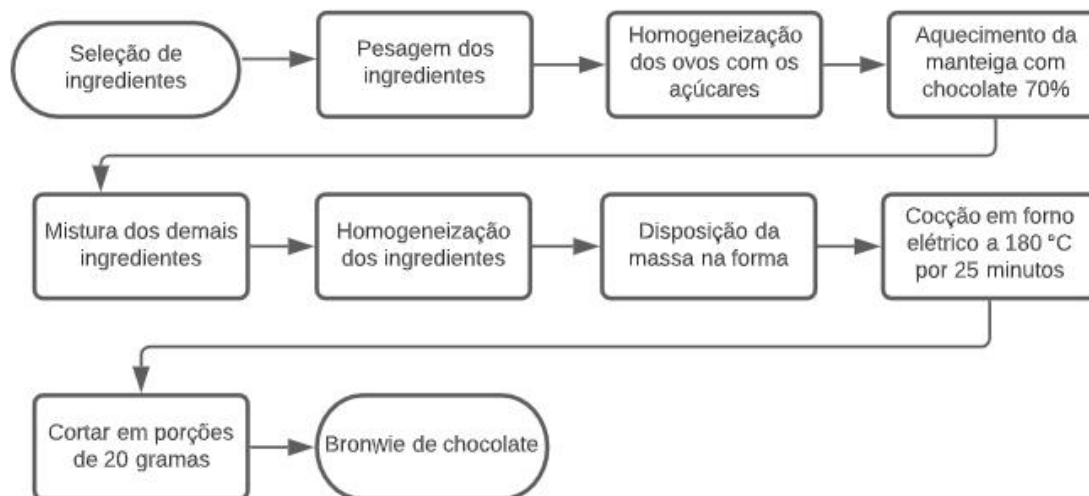 Seleção de
ingredientes
Pesagem dos
ingredientes
Homogeneização
dos ovos com os
açúcares
Aquecimento da
manteiga com
chocolate 70%
Mistura dos demais
ingredientes
Homogeneização
dos ingredientes
Disposição da
massa na forma
Cocção em forno
elétrico a 180 °C
por 25 minutos
Cortar em porções
de 20 gramas
Bronwie de chocolate